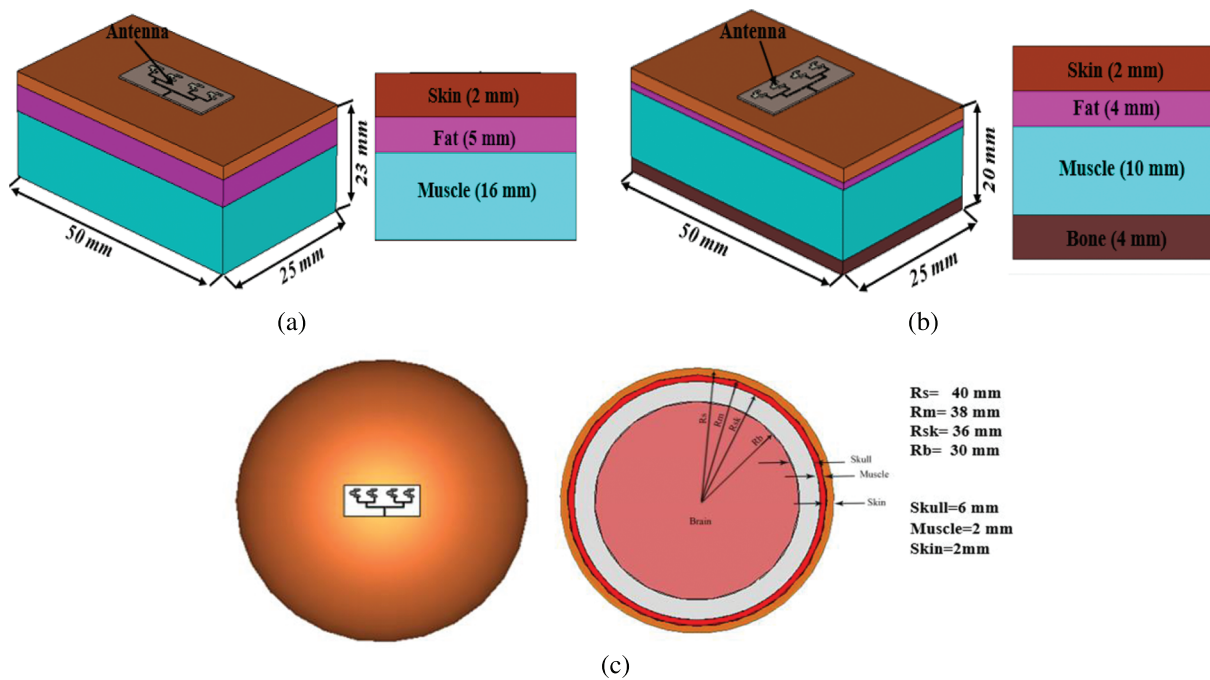 Antenna
Skin (2 mm)
Fat (5 mm)
Muscle (16 mm)
23 mm
50 mm
25 mm
(a)
Antenna
Skin (2 mm)
Fat (4 mm)
Muscle (10 mm)
Bone (4 mm)
20 mm
50 mm
25 mm
(b)
Rs
Rm
Rsk
Rb
Brain
Skull
Muscle
Skin
Rs= 40 mm
Rm= 38 mm
Rsk= 36 mm
Rb= 30 mm
Skull=6 mm
Muscle=2 mm
Skin=2mm
(c)